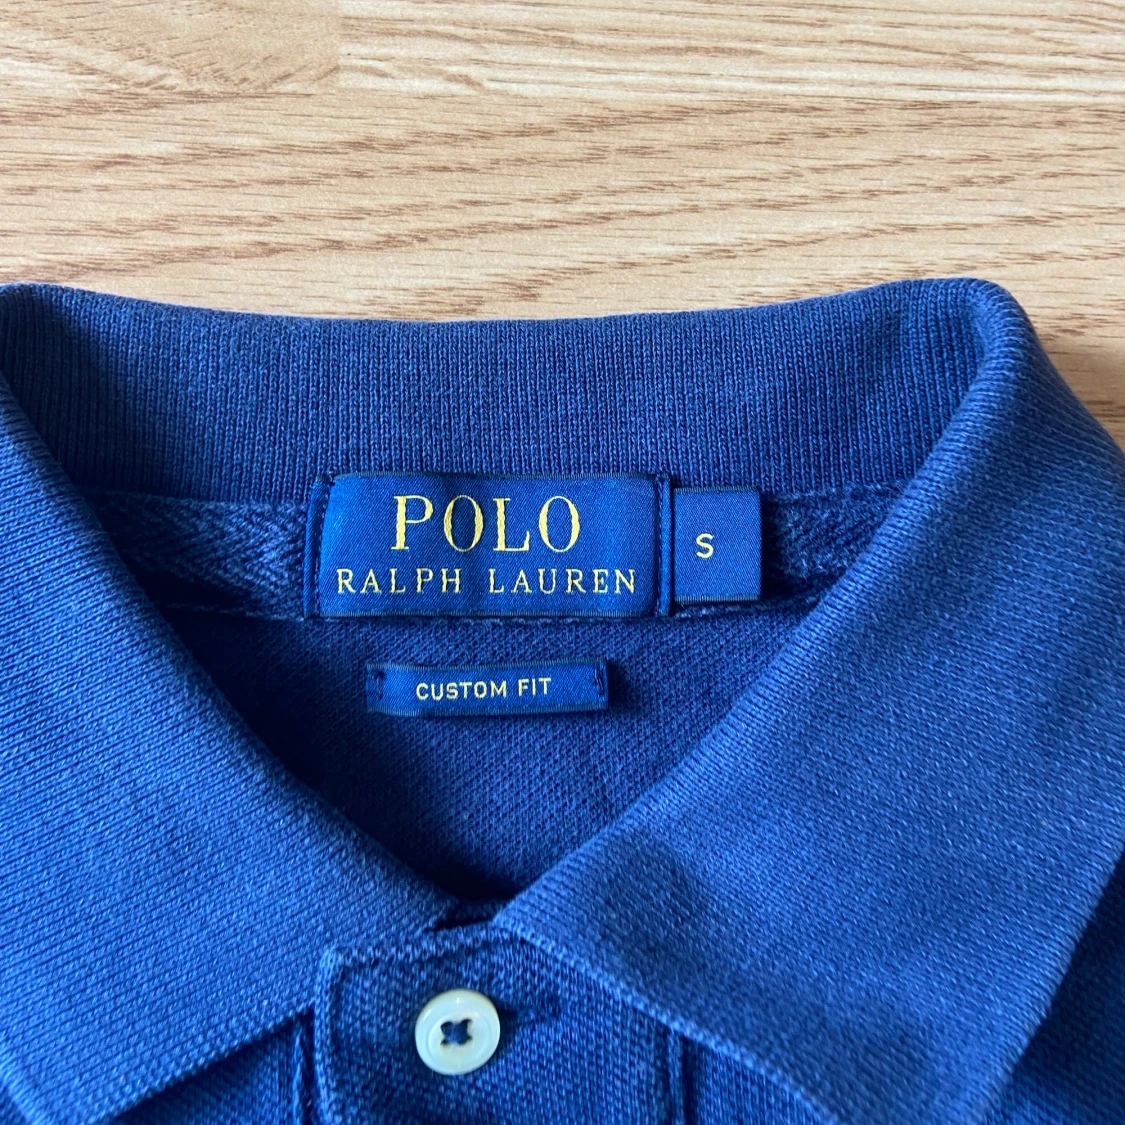 POLO
RALPH LAUREN
S
CUSTOM FIT